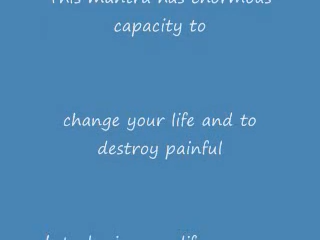 This mantra has enormous
capacity to
change your life and to
destroy painful